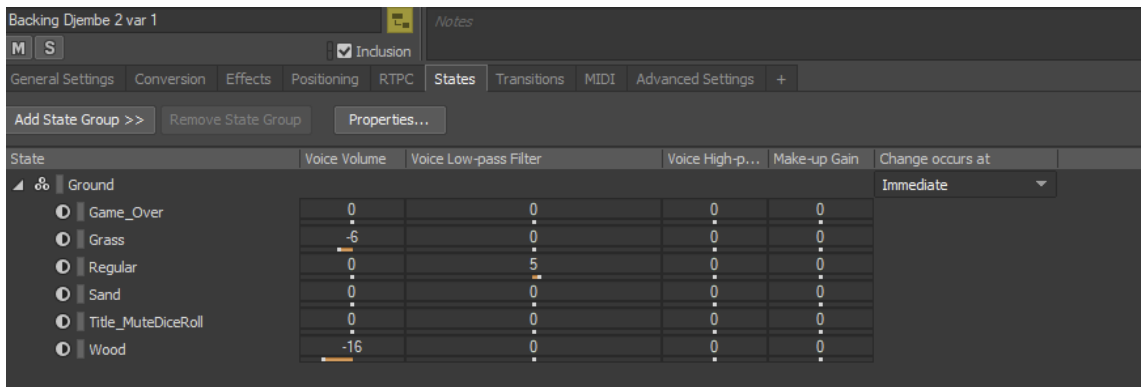 Backing Djembe 2 var 1
Notes
M S Inclusion
General Settings Conversion Effects Positioning RTPC States Transitions MIDI Advanced Settings +
Add State Group >> Remove State Group Properties...
State Voice Volume Voice Low-pass Filter Voice High-p... Make-up Gain Change occurs at
Ground Immediate
Game_Over 0 0 0 0
Grass -6 0 0 0
Regular 0 5 0 0
Sand 0 0 0 0
Title_MuteDiceRoll 0 0 0 0
Wood -16 0 0 0